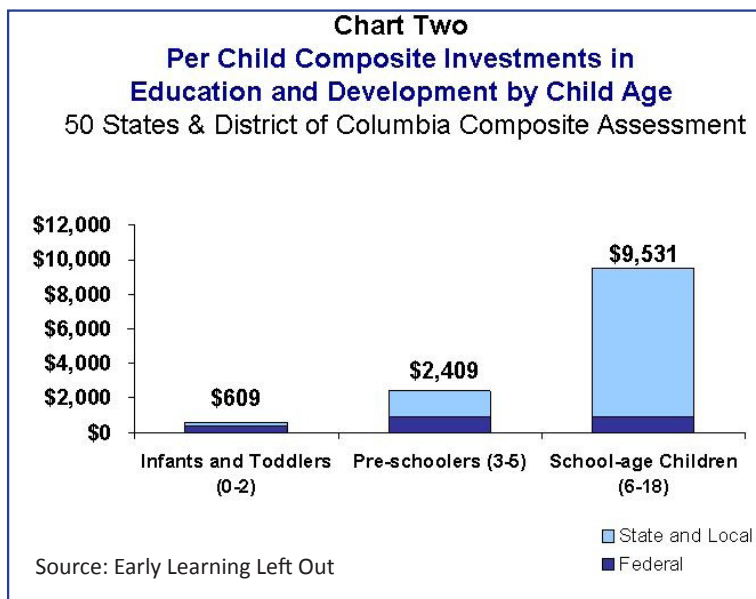 Chart Two
Per Child Composite Investments in
Education and Development by Child Age
50 States & District of Columbia Composite Assessment
$12,000
$10,000
$8,000
$6,000
$4,000
$2,000
$0
$609
$2,409
$9,531
Infants and Toddlers
(0-2)
Pre-schoolers (3-5)
School-age Children
(6-18)
State and Local
Federal
Source: Early Learning Left Out